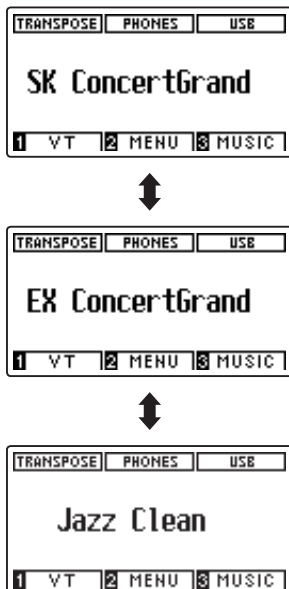 TRANSPOSE PHONES USB
SK ConcertGrand
1 VT 2 MENU 3 MUSIC
TRANSPOSE PHONES USB
EX ConcertGrand
1 VT 2 MENU 3 MUSIC
TRANSPOSE PHONES USB
Jazz Clean
1 VT 2 MENU 3 MUSIC